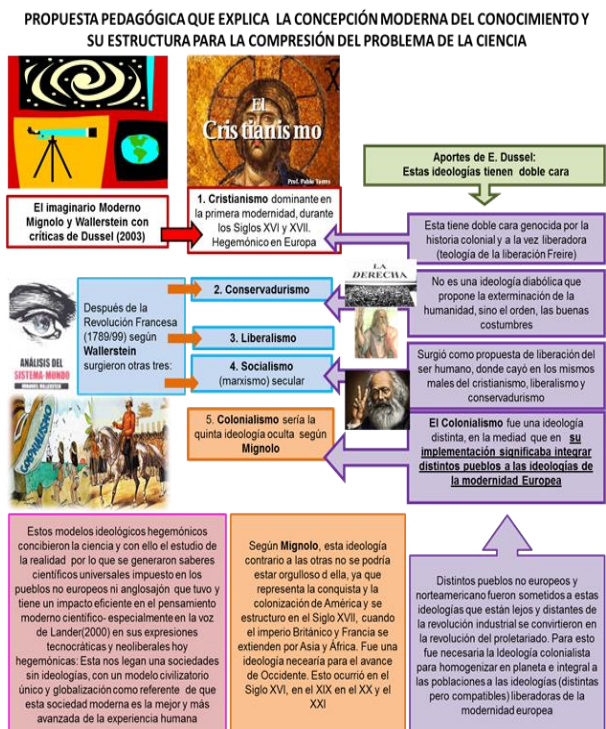 PROPUESTA PEDAGÓGICA QUE EXPLICA LA CONCEPCIÓN MODERNA DEL CONOCIMIENTO Y
SU ESTRUCTURA PARA LA COMPRESIÓN DEL PROBLEMA DE LA CIENCIA
El
Cristianismo
Prof. Pablo Torres
Aportes de E. Dussel:
Estas ideologías tienen doble cara
El imaginario Moderno
Mignolo y Wallerstein con
críticas de Dussel (2003)
1. Cristianismo dominante en
la primera modernidad, durante
los Siglos XVI y XVII.
Hegemónico en Europa
Esta tiene doble cara genocida por la
historia colonial y a la vez liberadora
(teología de la liberación Freire)
ANÁLISIS DEL
SISTEMA-MUNDO
IMMANUEL WALLERSTEIN
Después de la
Revolución Francesa
(1789/99) según
Wallerstein
surgieron otras tres:
2. Conservadurismo
3. Liberalismo
4. Socialismo
(marxismo) secular
LA
DERECHA
No es una ideología diabólica que
propone la exterminación de la
humanidad, sino el orden, las buenas
costumbres
Surgió como propuesta de liberación del
ser humano, donde cayó en los mismos
males del cristianismo, liberalismo y
conservadurismo
COLONIALISMO
5. Colonialismo sería la
quinta ideología oculta según
Mignolo
El Colonialismo fue una ideología
distinta, en la mediad que en su
implementación significaba integrar
distintos pueblos a las ideologías de
la modernidad Europea
Estos modelos ideológicos hegemónicos
concibieron la ciencia y con ello el estudio de
la realidad por lo que se generaron saberes
científicos universales impuesto en los
pueblos no europeos ni anglosajón que tuvo y
tiene un impacto eficiente en el pensamiento
moderno científico- especialmente en la voz
de Lander(2000) en sus expresiones
tecnocráticas y neoliberales hoy
hegemónicas: Esta nos legan una sociedades
sin ideologías, con un modelo civilizatorio
único y globalización como referente de que
esta sociedad moderna es la mejor y más
avanzada de la experiencia humana
Según Mignolo, esta ideología
contrario a las otras no se podría
estar orgulloso d ella, ya que
representa la conquista y la
colonización de América y se
estructuro en el Siglo XVII, cuando
el imperio Británico y Francia se
extienden por Asia y África. Fue una
ideología necearía para el avance
de Occidente. Esto ocurrió en el
Siglo XVI, en el XIX en el XX y el
XXI
Distintos pueblos no europeos y
norteamericano fueron sometidos a estas
ideologías que están lejos y distantes de
la revolución industrial se convirtieron en
la revolución del proletariado. Para esto
fue necesaria la Ideología colonialista
para homogenizar en planeta e integral a
las poblaciones a las ideologías (distintas
pero compatibles) liberadoras de la
modernidad europea